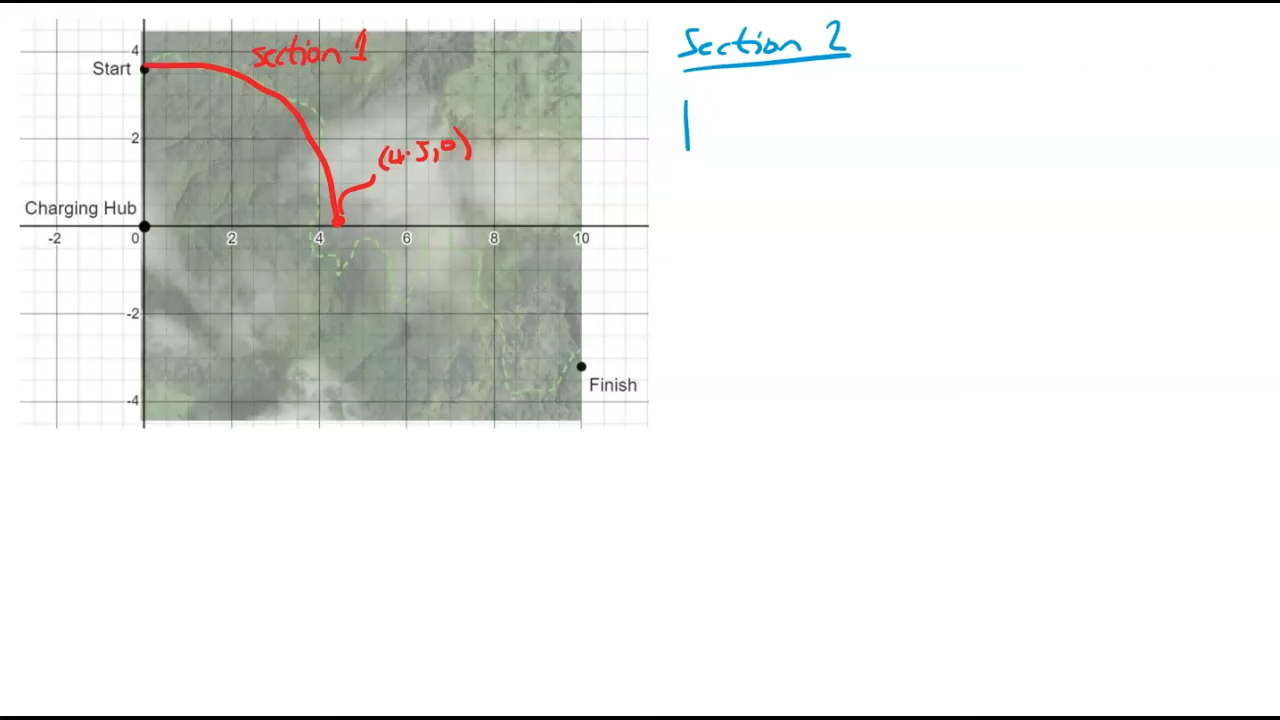 section 1
Section 2
4
Start
2
(4.5,0)
Charging Hub
-2 0 2 4 6 8 10
-2
Finish
-4